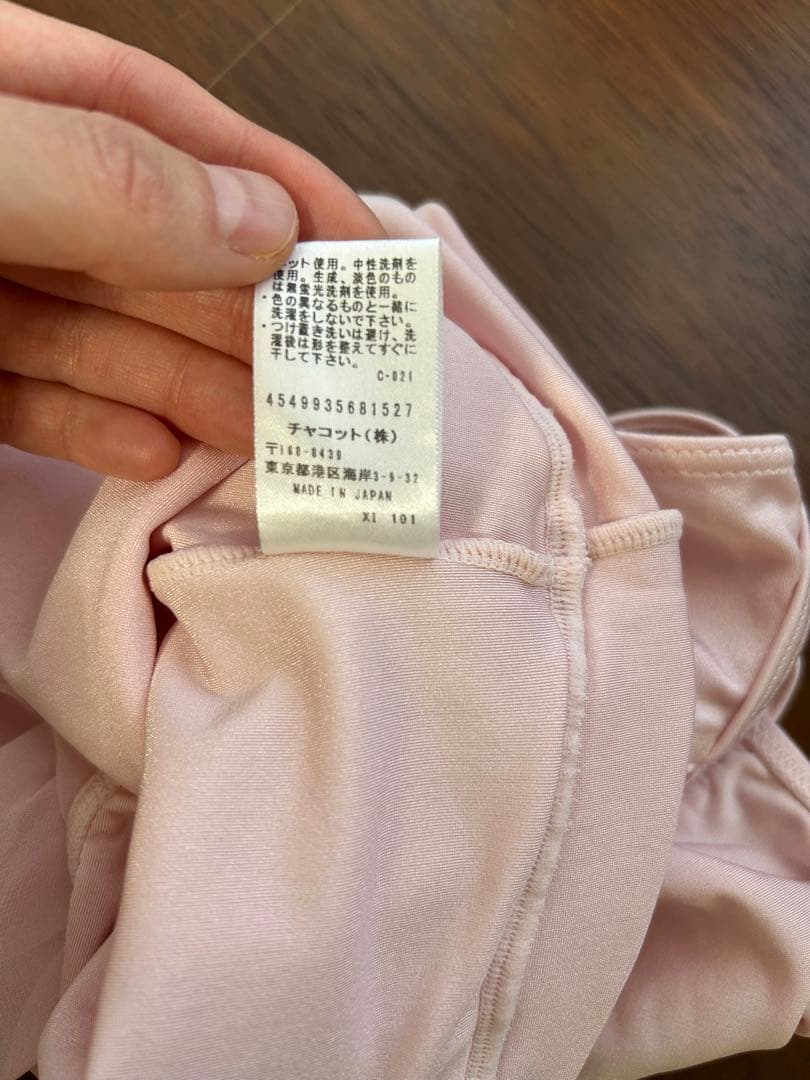 ット使用。中性洗剤を
使用。生成、淡色のもの
は無蛍光洗剤を使用。
・色の異なるものと一緒に
洗濯をしないで下さい。
・つけ置き洗いは避け、洗
濯後は形を整えてすぐに
干して下さい。
C-021
4549935681527
チャコット(株)
〒108-8439
東京都港区海岸3-9-32
MADE IN JAPAN
XI 101